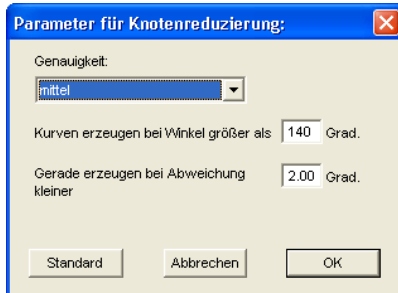 Parameter für Knotenreduzierung:
Genauigkeit:
mittel
Kurven erzeugen bei Winkel größer als 140 Grad.
Gerade erzeugen bei Abweichung 2.00 Grad.
kleiner
Standard Abbrechen OK